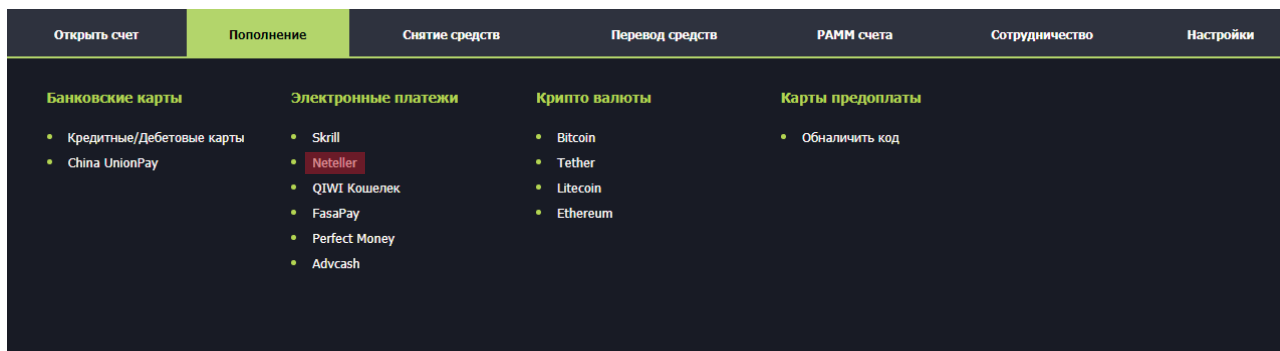 Открыть счет Пополнение Снятие средств Перевод средств PAMM счета Сотрудничество Настройки
Банковские карты
Кредитные/Дебетовые карты
China UnionPay
Электронные платежи
Skrill
Neteller
QIWI Кошелек
FasaPay
Perfect Money
Advcash
Крипто валюты
Bitcoin
Tether
Litecoin
Ethereum
Карты предоплаты
Обналичить код